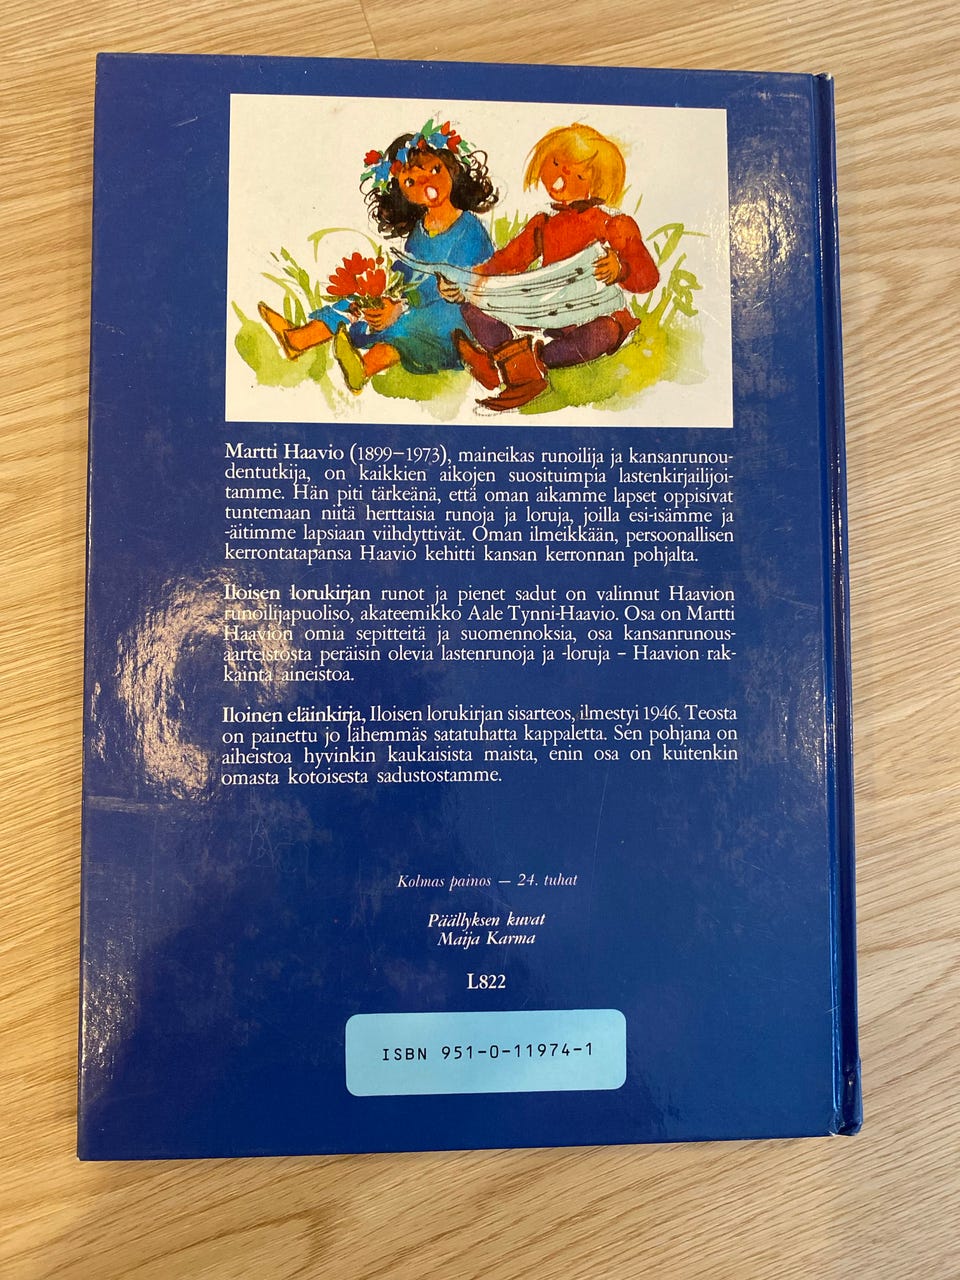 Martti Haavio (1899–1973), maineikas runoilija ja kansanrunou-
dentutkija, on kaikkien aikojen suosituimpia lastenkirjailijoi-
tamme. Hän piti tärkeänä, että oman aikamme lapset oppisivat
tuntemaan niitä herttaisia runoja ja loruja, joilla esi-isämme ja
-äitimme lapsiaan viihdyttivät. Oman ilmeikkään, persoonallisen
kerrontatapansa Haavio kehitti kansan kerronnan pohjalta.
Iloisen lorukirjan runot ja pienet sadut on valinnut Haavion
runoilijapuoliso, akateemikko Aale Tynni-Haavio. Osa on Martti
Haavion omia sepitteitä ja suomennoksia, osa kansanrunous-
aarteistosta peräisin olevia lastenrunoja ja -loruja – Haavion rak-
kainta aineistoa.
Iloinen eläinkirja, Iloisen lorukirjan sisarteos, ilmestyi 1946. Teosta
on painettu jo lähemmäs satatuhatta kappaletta. Sen pohjana on
aiheistoa hyvinkin kaukaisista maista, enin osa on kuitenkin
omasta kotoisesta sadustostamme.
Kolmas painos — 24. tuhat
Päällyksen kuvat
Maija Karma
L822
ISBN 951-0-11974-1